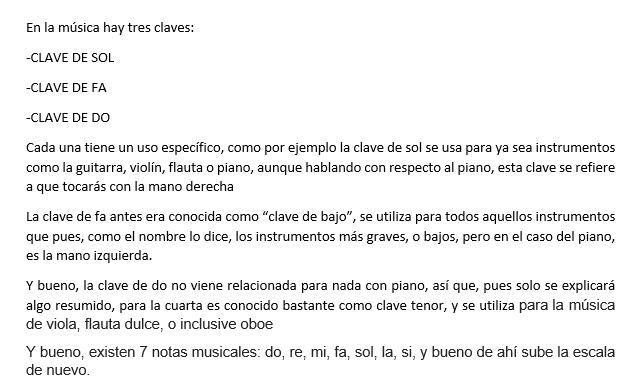 En la música hay tres claves:
-CLAVE DE SOL
-CLAVE DE FA
-CLAVE DE DO
Cada una tiene un uso específico, como por ejemplo la clave de sol se usa para ya sea instrumentos
como la guitarra, violín, flauta o piano, aunque hablando con respecto al piano, esta clave se refiere
a que tocarás con la mano derecha
La clave de fa antes era conocida como “clave de bajo”, se utiliza para todos aquellos instrumentos
que pues, como el nombre lo dice, los instrumentos más graves, o bajos, pero en el caso del piano,
es la mano izquierda.
Y bueno, la clave de do no viene relacionada para nada con piano, así que, pues solo se explicará
algo resumido, para la cuarta es conocido bastante como clave tenor, y se utiliza para la música
de viola, flauta dulce, o inclusive oboe
Y bueno, existen 7 notas musicales: do, re, mi, fa, sol, la, si, y bueno de ahí sube la escala
de nuevo.